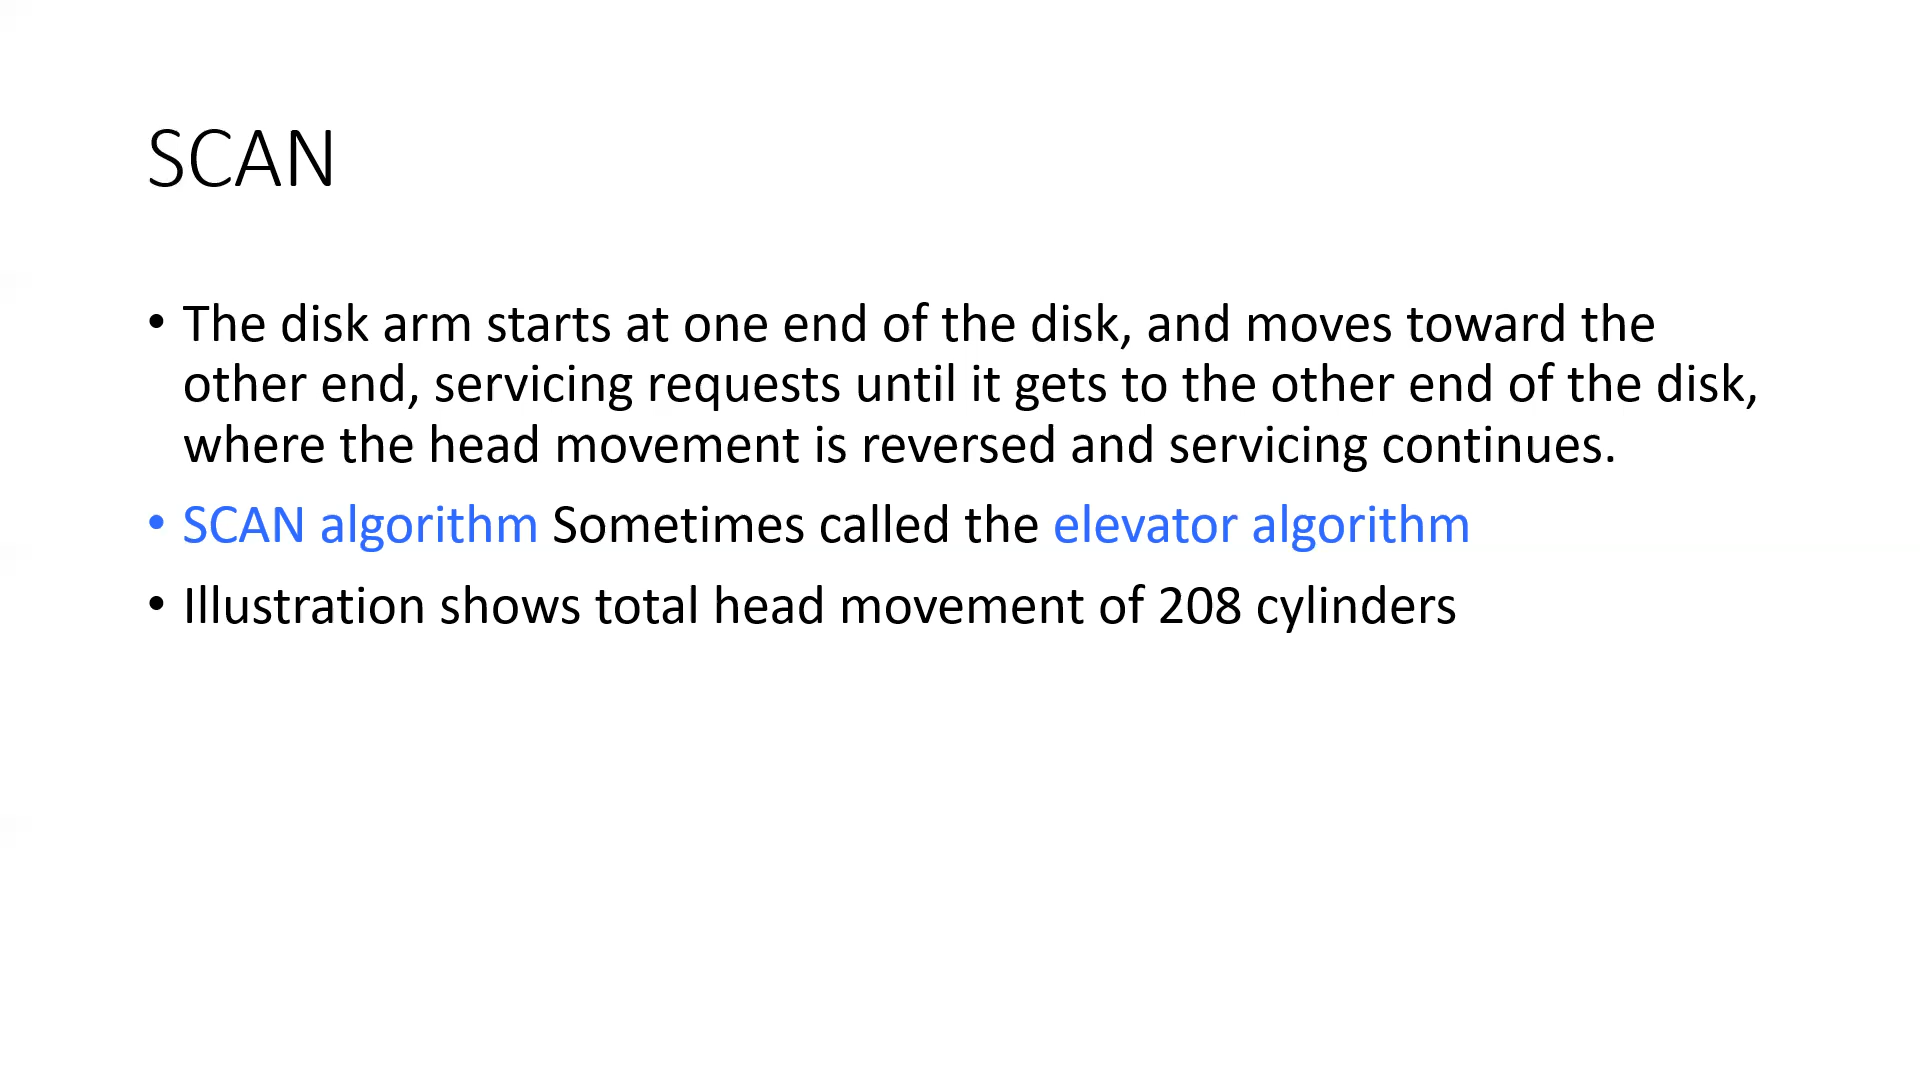 SCAN
• The disk arm starts at one end of the disk, and moves toward the
other end, servicing requests until it gets to the other end of the disk,
where the head movement is reversed and servicing continues.
• SCAN algorithm Sometimes called the elevator algorithm
• Illustration shows total head movement of 208 cylinders